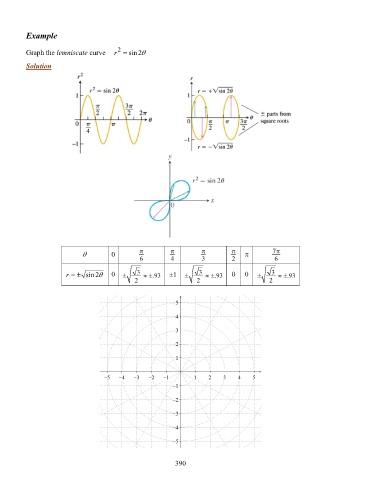 Example
Graph the lemniscate curve r² = sin 2θ
Solution
r²
r² = sin 2θ
1
π/2
3π/2
2π
θ
0
π/4
π
−1
r
r = +√sin 2θ
1
± parts from
square roots
θ
0
π/2
π
3π/2
−1
r = −√sin 2θ
y
r² = sin 2θ
x
0
θ 0 π/6 π/4 π/3 π/2 π 7π/6
r = ±√sin 2θ 0 ±√(√3/2) ≈ ±.93 ±1 ±√(√3/2) ≈ ±.93 0 0 ±√(√3/2) ≈ ±.93
5
4
3
2
1
−5 −4 −3 −2 −1 1 2 3 4 5
−1
−2
−3
−4
−5
390